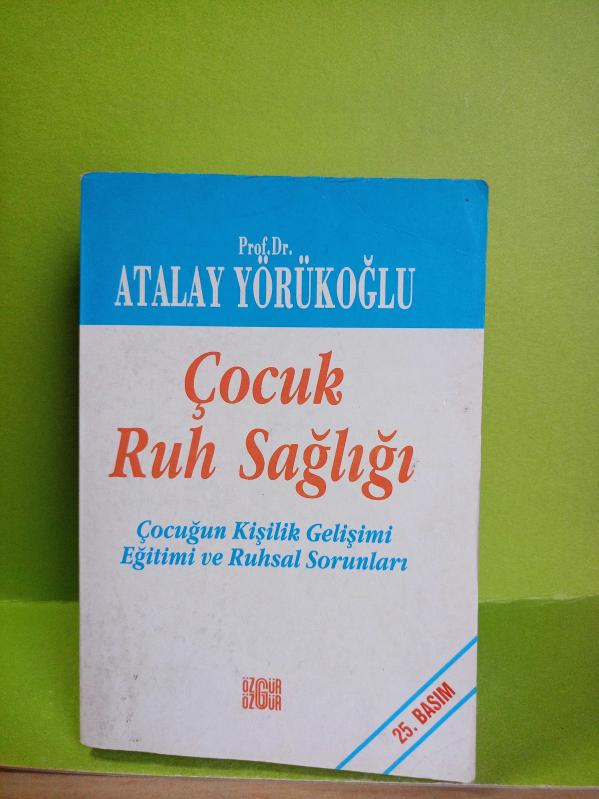 Prof. Dr.
ATALAY YÖRÜKOĞLU
Çocuk
Ruh Sağlığı
Çocuğun Kişilik Gelişimi
Eğitimi ve Ruhsal Sorunları
ÖZGÜR
ÖZGÜR
25. BASIM